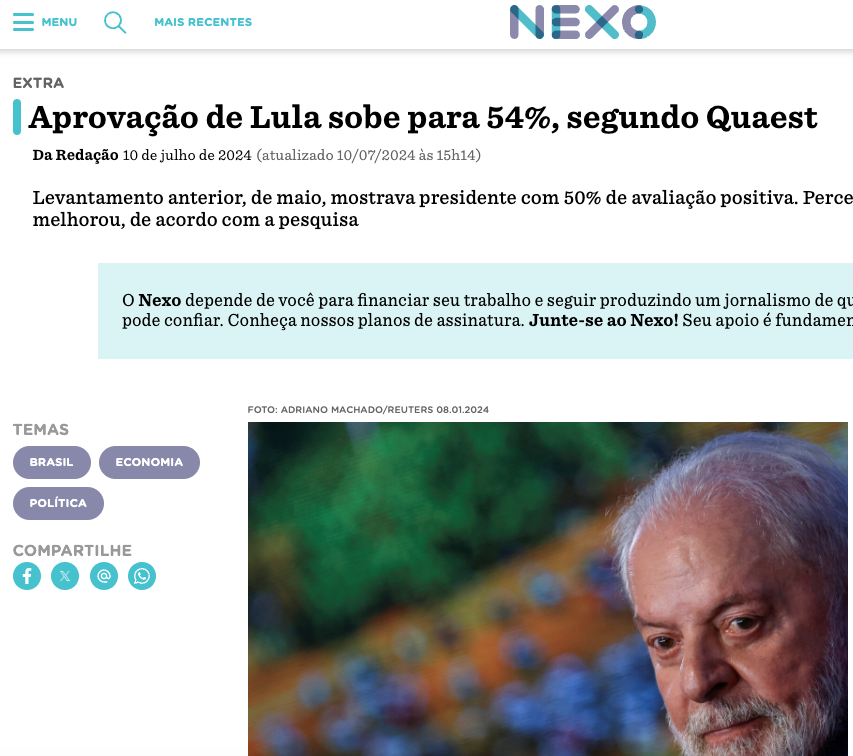 MENU
MAIS RECENTES
NEXO
EXTRA
Aprovação de Lula sobe para 54%, segundo Quaest
Da Redação 10 de julho de 2024 (atualizado 10/07/2024 às 15h14)
Levantamento anterior, de maio, mostrava presidente com 50% de avaliação positiva. Perce
melhorou, de acordo com a pesquisa
O Nexo depende de você para financiar seu trabalho e seguir produzindo um jornalismo de qu
pode confiar. Conheça nossos planos de assinatura. Junte-se ao Nexo! Seu apoio é fundamen
FOTO: ADRIANO MACHADO/REUTERS 08.01.2024
TEMAS
BRASIL
ECONOMIA
POLÍTICA
COMPARTILHE